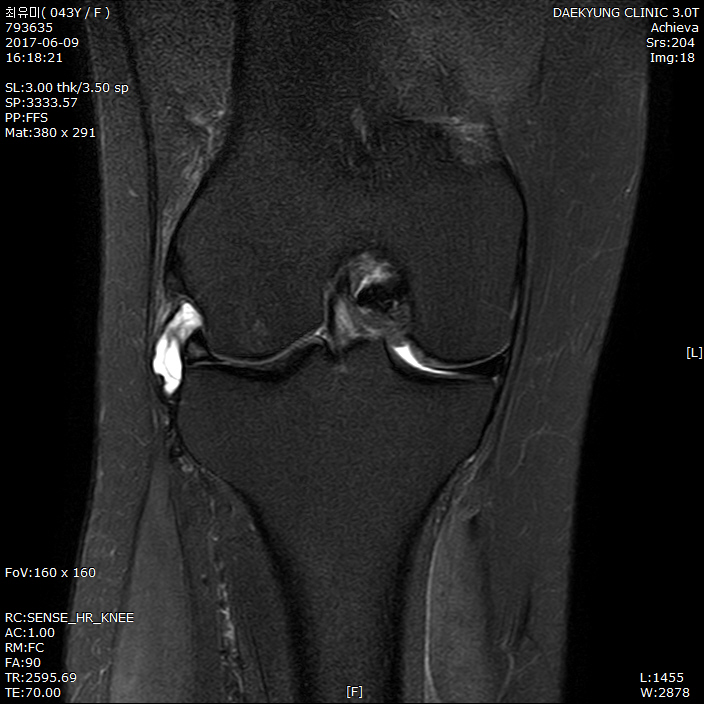 최유미( 043Y / F )
793635
2017-06-09
16:18:21
SL:3.00 thk/3.50 sp
SP:3333.57
PP:FFS
Mat:380 x 291
DAEKYUNG CLINIC 3.0T
Achieva
Srs:204
Img:18
[L]
FoV:160 x 160
RC:SENSE_HR_KNEE
AC:1.00
RM:FC
FA:90
TR:2595.69
TE:70.00
[F]
L:1455
W:2878